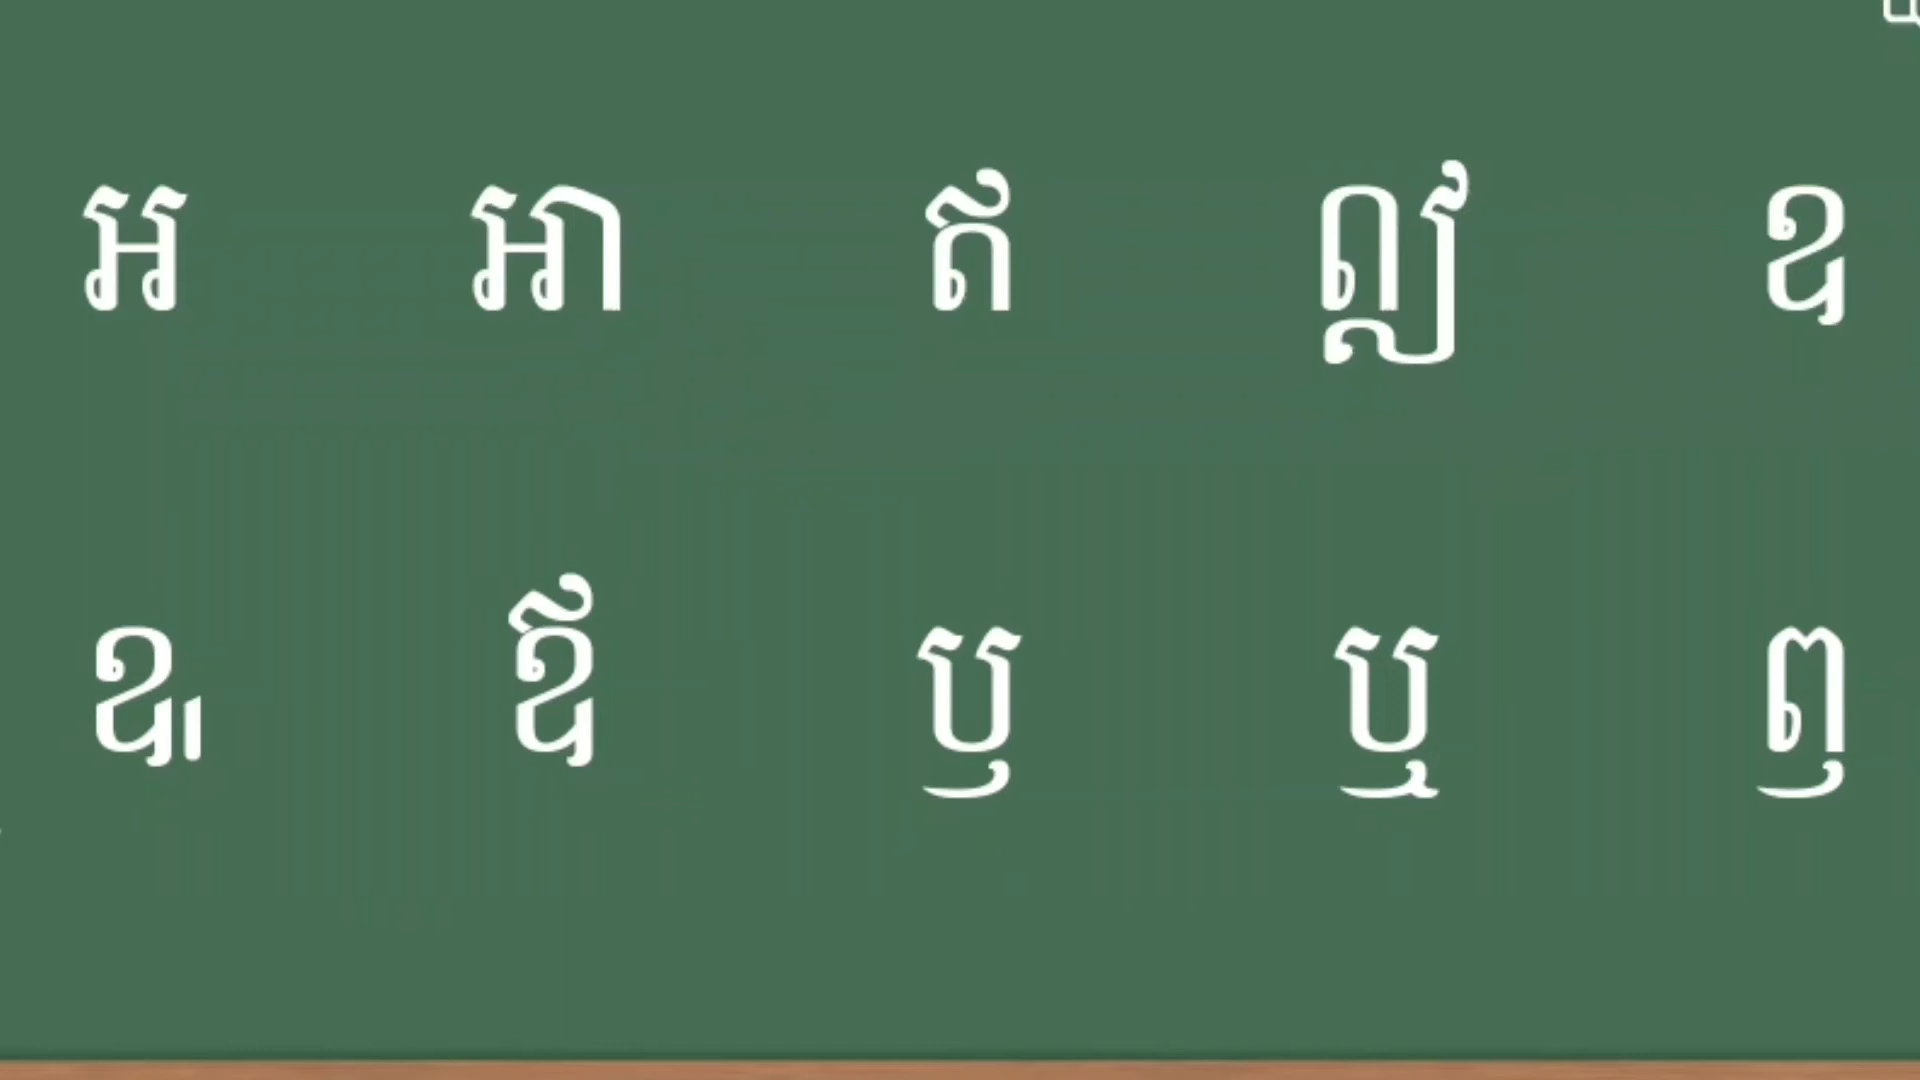 អ អា ឥ ឦ ឧ
ឩ ឪ ឫ ឬ ឭ